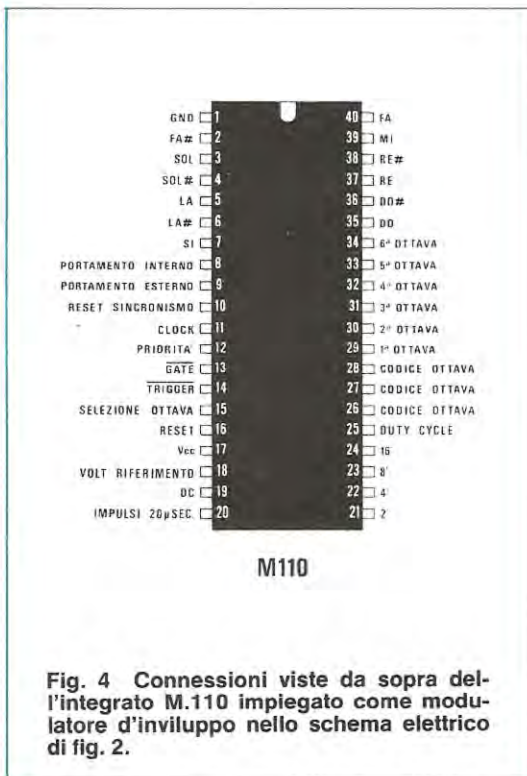 GND 1 40 FA
FA# 2 39 MI
SOL 3 38 RE#
SOL# 4 37 RE
LA 5 36 DO#
LA# 6 35 DO
SI 7 34 6ª OTTAVA
PORTAMENTO INTERNO 8 33 5ª OTTAVA
PORTAMENTO ESTERNO 9 32 4ª OTTAVA
RESET SINCRONISMO 10 31 3ª OTTAVA
CLOCK 11 30 2ª OTTAVA
PRIORITA' 12 29 1ª OTTAVA
GATE 13 28 CODICE OTTAVA
TRIGGER 14 27 CODICE OTTAVA
SELEZIONE OTTAVA 15 26 CODICE OTTAVA
RESET 16 25 DUTY CYCLE
Vcc 17 24 16'
VOLT RIFERIMENTO 18 23 8'
DC 19 22 4'
IMPULSI 20µSEC. 20 21 2'
M110
Fig. 4 Connessioni viste da sopra del-
l'integrato M.110 impiegato come modu-
latore d'inviluppo nello schema elettrico
di fig. 2.